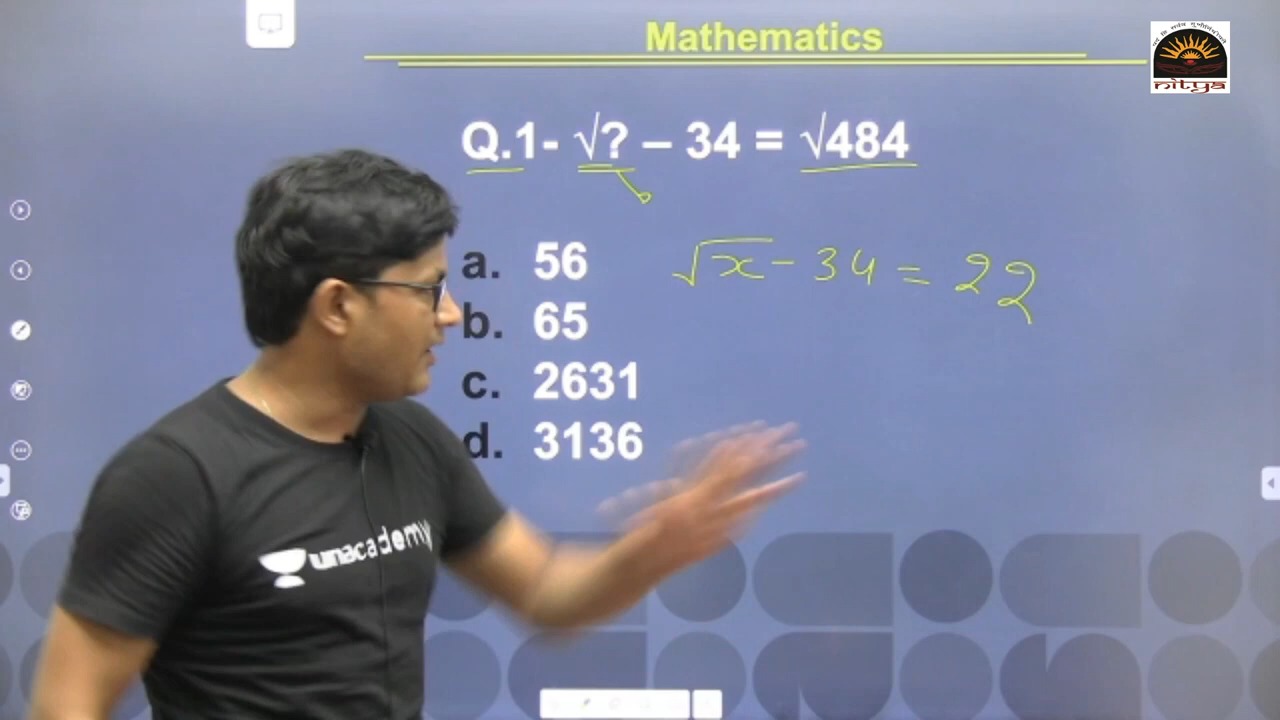 Mathematics
nitya
Q.1- √? – 34 = √484
a. 56
√x - 34 = 22
b. 65
c. 2631
d. 3136
unacademy